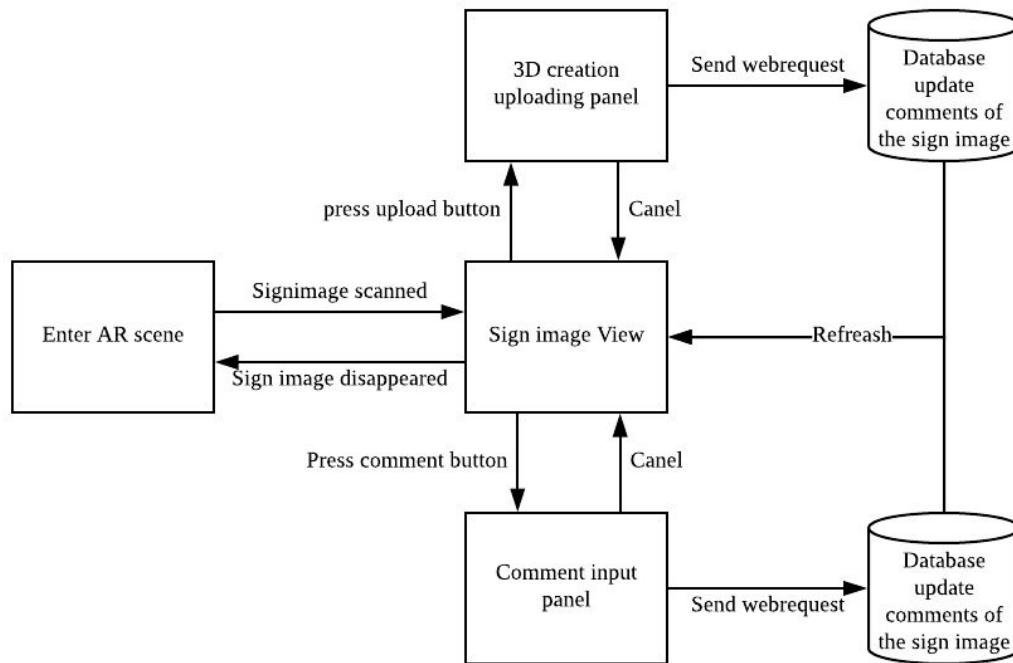 3D creation
uploading panel
Send webrequest
Database
update
comments of
the sign image
press upload button
Canel
Enter AR scene
Signimage scanned
Sign image disappeared
Sign image View
Refreash
Press comment button
Canel
Comment input
panel
Send webrequest
Database
update
comments of
the sign image